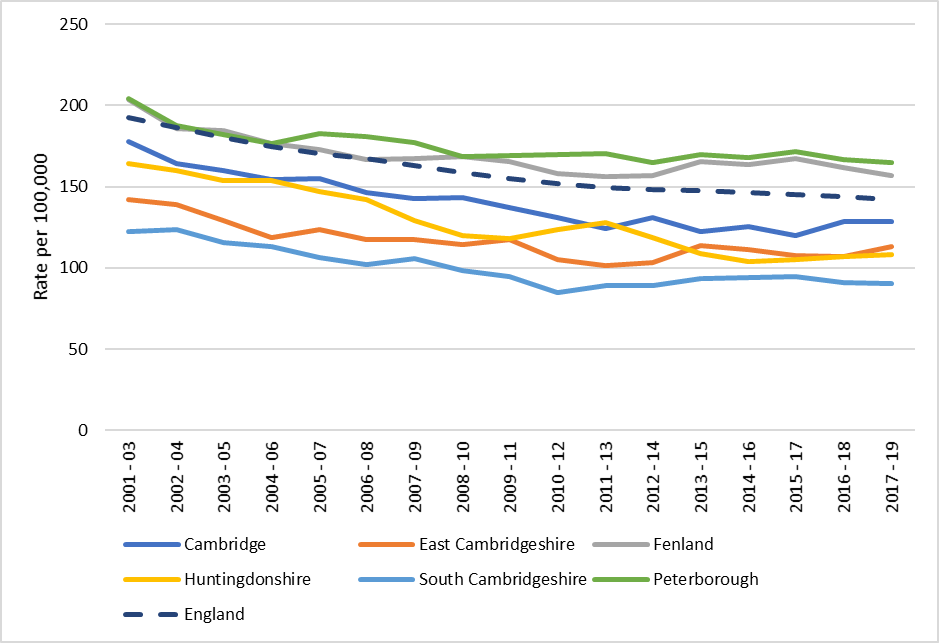 250
200
150
100
50
0
Rate per 100,000
2001 - 03
2002 - 04
2003 - 05
2004 - 06
2005 - 07
2006 - 08
2007 - 09
2008 - 10
2009 - 11
2010 - 12
2011 - 13
2012 - 14
2013 - 15
2014 - 16
2015 - 17
2016 - 18
2017 - 19
Cambridge East Cambridgeshire Fenland
Huntingdonshire South Cambridgeshire Peterborough
England